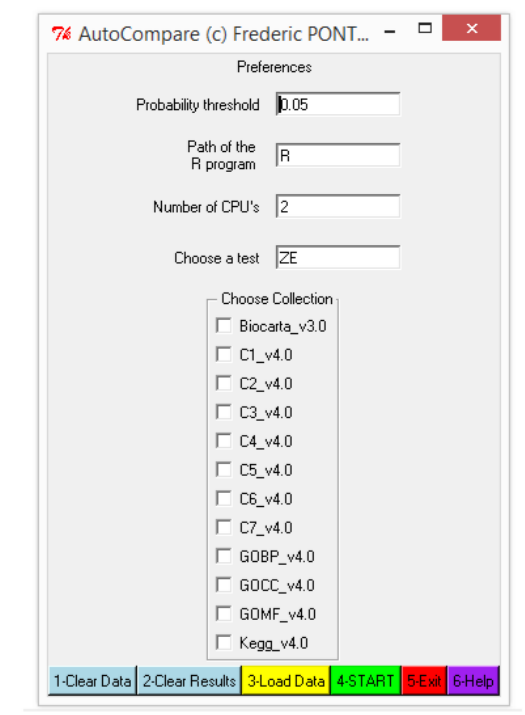 AutoCompare (c) Frederic PONT...
Preferences
Probability threshold 0.05
Path of the
R program R
Number of CPU's 2
Choose a test ZE
Choose Collection
Biocarta_v3.0
C1_v4.0
C2_v4.0
C3_v4.0
C4_v4.0
C5_v4.0
C6_v4.0
C7_v4.0
GOBP_v4.0
GOCC_v4.0
GOMF_v4.0
Kegg_v4.0
1-Clear Data 2-Clear Results 3-Load Data 4-START 5-Exit 6-Help